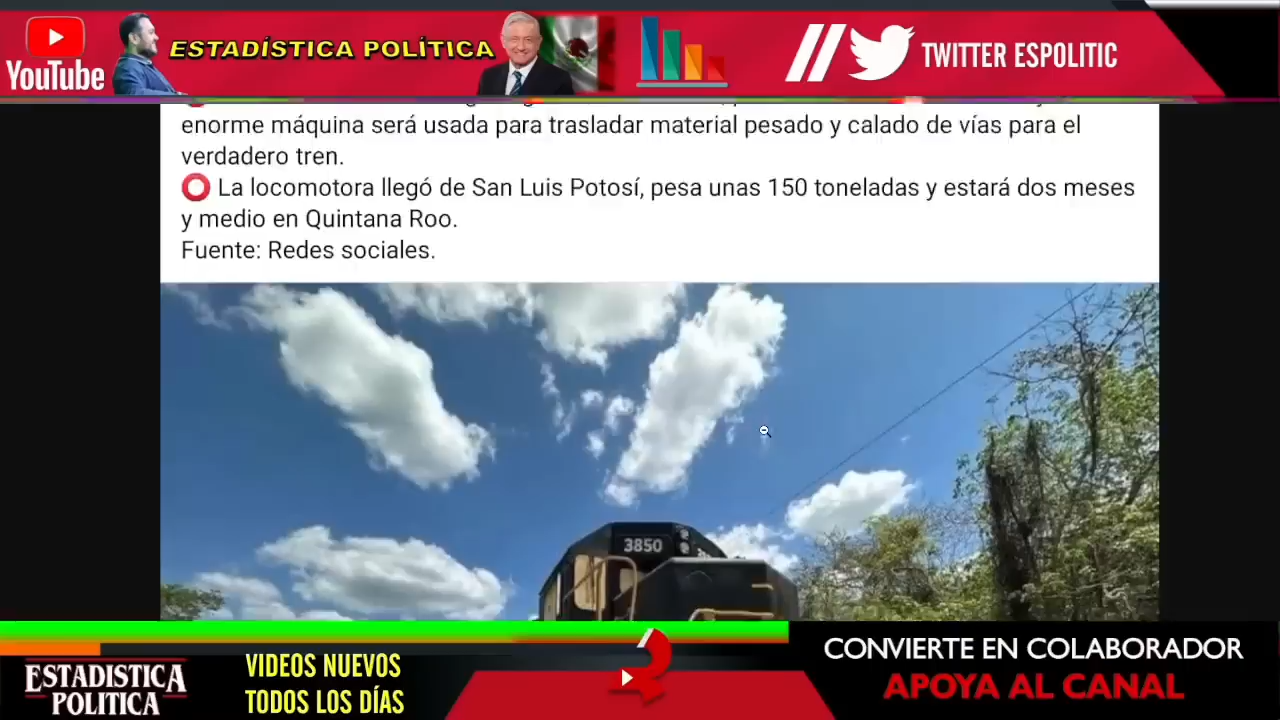 YouTube
ESTADÍSTICA POLÍTICA
TWITTER ESPOLITIC
enorme máquina será usada para trasladar material pesado y calado de vías para el
verdadero tren.
La locomotora llegó de San Luis Potosí, pesa unas 150 toneladas y estará dos meses
y medio en Quintana Roo.
Fuente: Redes sociales.
3850
ESTADISTICA
POLITICA
VIDEOS NUEVOS
TODOS LOS DÍAS
CONVIERTE EN COLABORADOR
APOYA AL CANAL